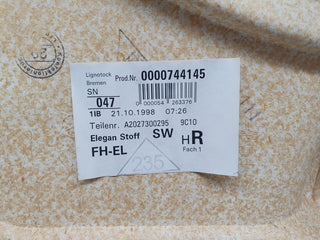 Lignotock
Bremen
Prod.Nr. 0000744145
SN
047
0 000054 263376
1IB 21.10.1998 07:26
Teilenr. A2027300295 9C10
Elegan Stoff SW HR
FH-EL
Fach 1
235